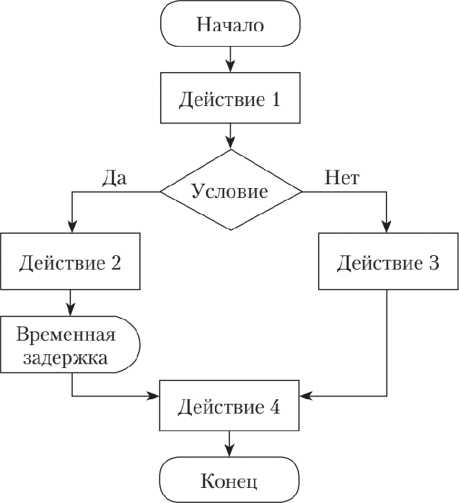 Начало
Действие 1
Условие
Да
Нет
Действие 2
Действие 3
Временная
задержка
Действие 4
Конец